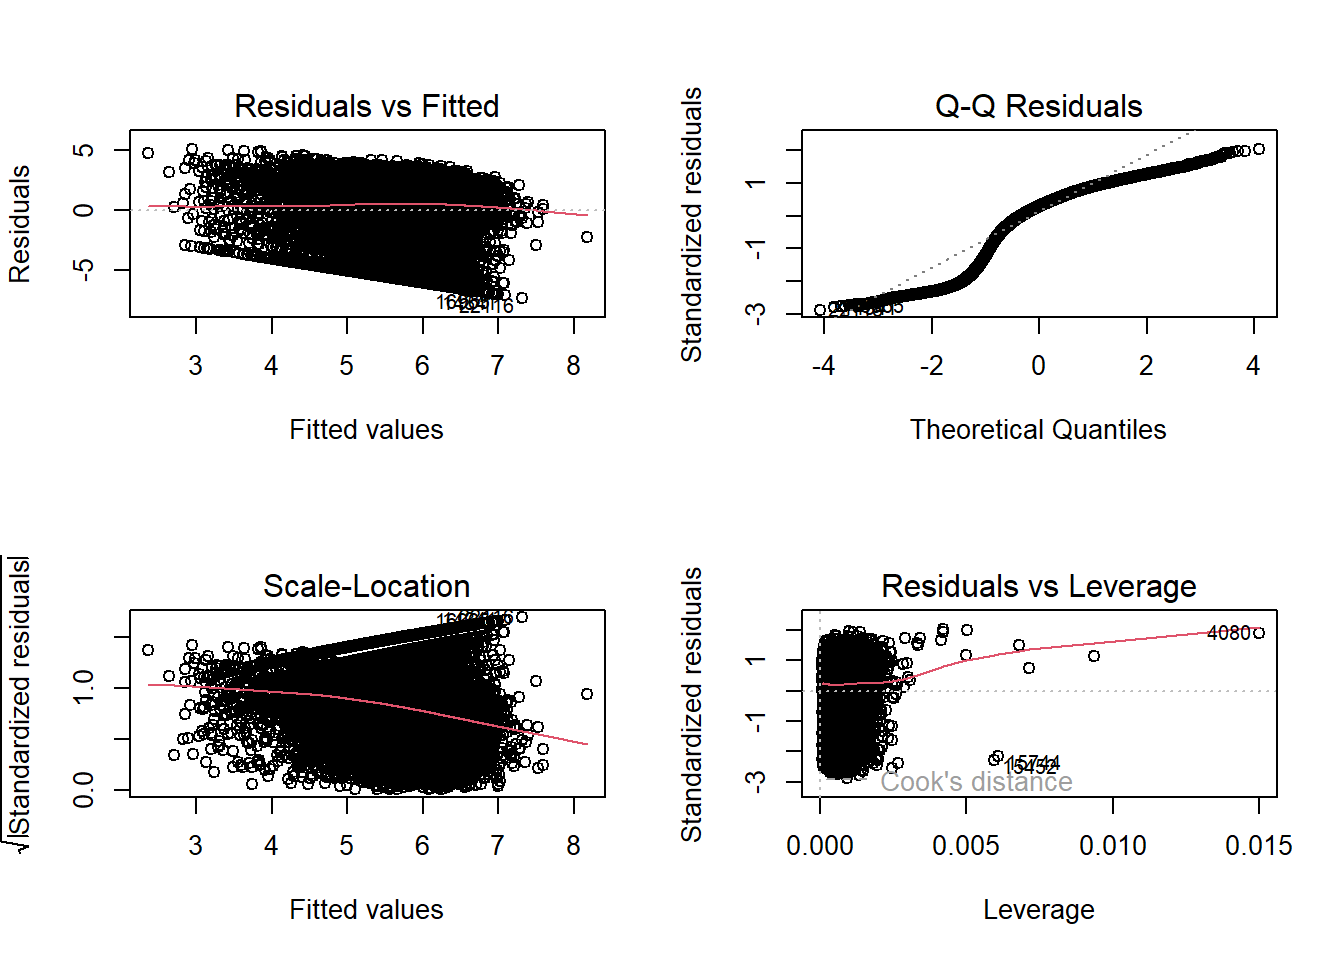 Residuals vs Fitted
Residuals
5
0
-5
3 4 5 6 7 8
Fitted values
22116
Q-Q Residuals
Standardized residuals
1
-1
-3
-4 -2 0 2 4
Theoretical Quantiles
Scale-Location
√|Standardized residuals|
1.0
0.0
3 4 5 6 7 8
Fitted values
Residuals vs Leverage
Standardized residuals
1
-1
-3
4080
15744
15452
Cook's distance
0.000 0.005 0.010 0.015
Leverage